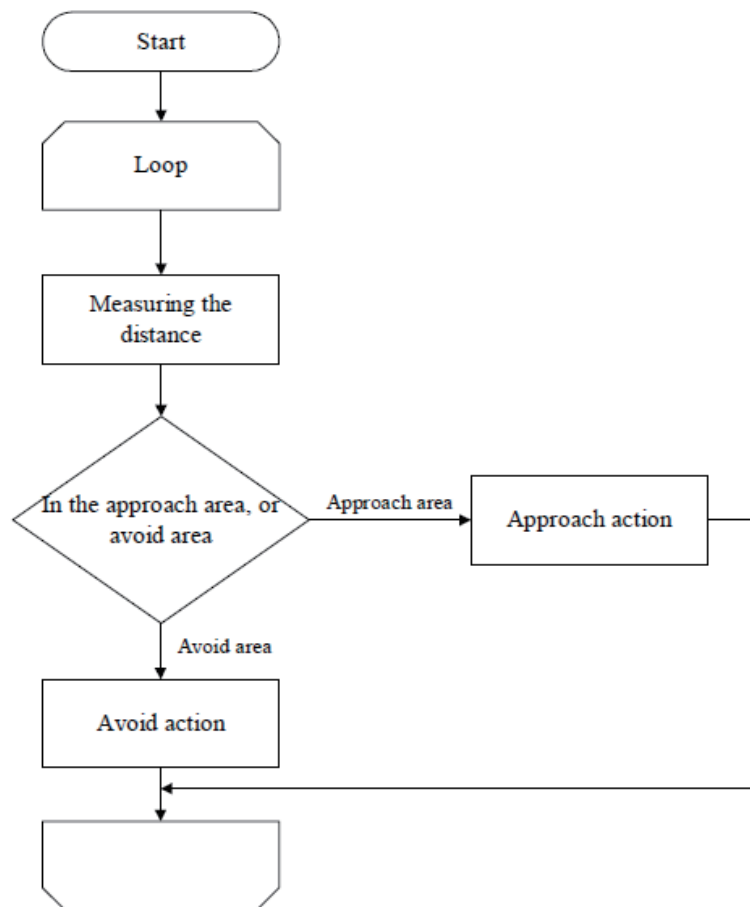 Start
Loop
Measuring the
distance
In the approach area, or
avoid area
Approach area
Approach action
Avoid area
Avoid action